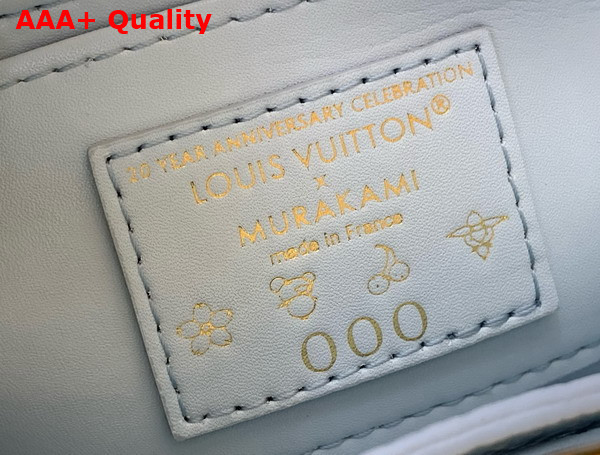 AAA+ Quality
20 YEAR ANNIVERSARY CELEBRATION
LOUIS VUITTON®
x
MURAKAMI
made in France
000